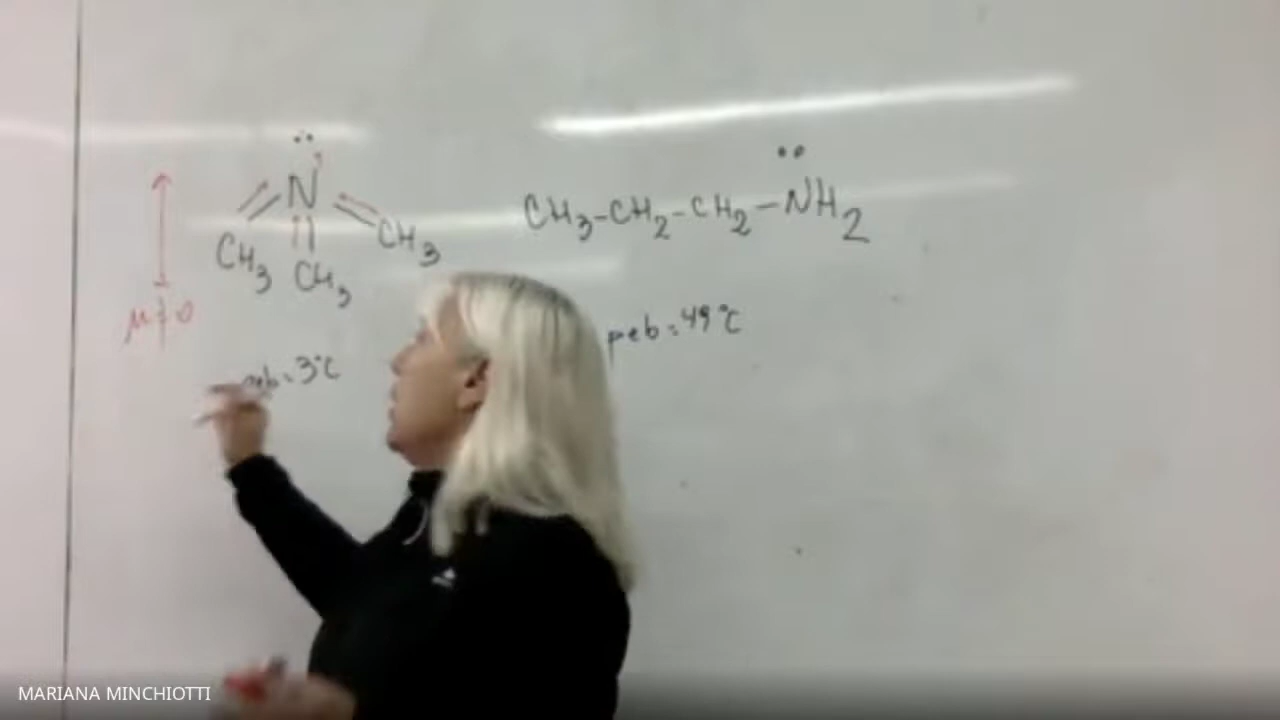 N
CH3
CH3
CH3
μ≠0
peb=3°C
CH3-CH2-CH2-NH2
peb=49°C
MARIANA MINCHIOTTI